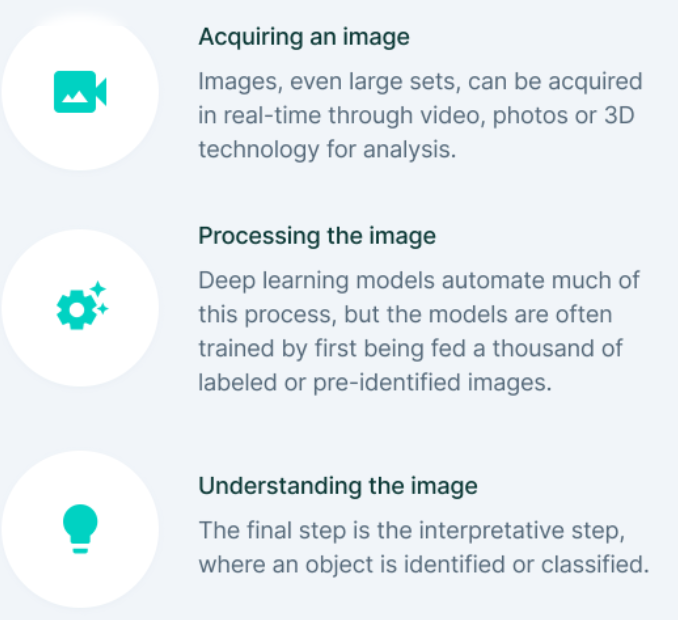 Acquiring an image
Images, even large sets, can be acquired
in real-time through video, photos or 3D
technology for analysis.
Processing the image
Deep learning models automate much of
this process, but the models are often
trained by first being fed a thousand of
labeled or pre-identified images.
Understanding the image
The final step is the interpretative step,
where an object is identified or classified.